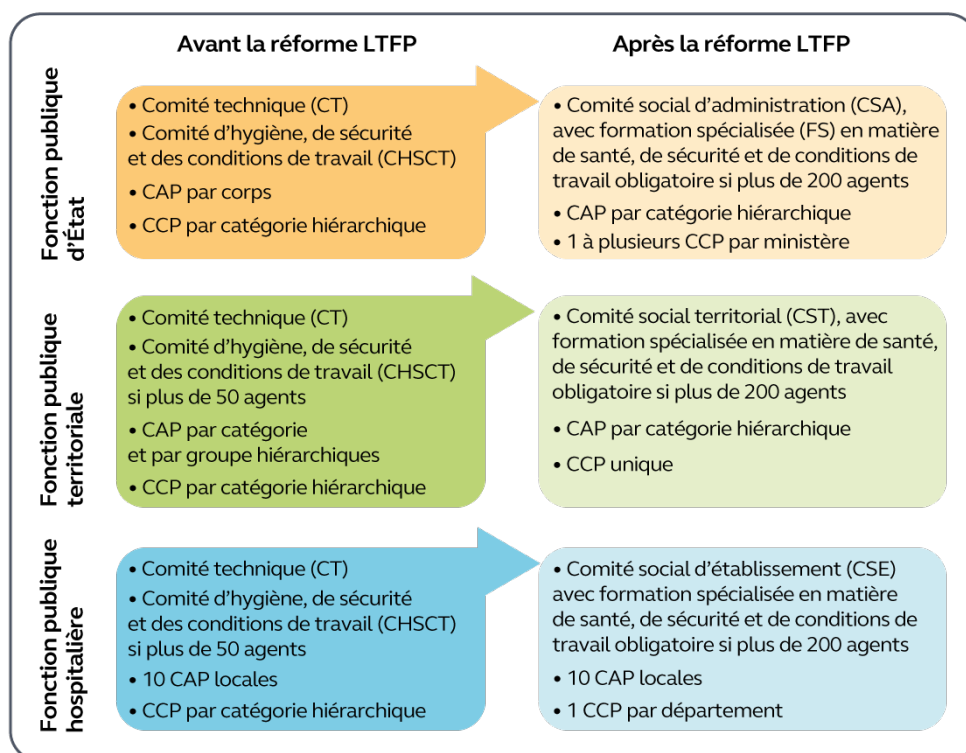 Avant la réforme LTFP
Après la réforme LTFP
Fonction publique
d'État
• Comité technique (CT)
• Comité d'hygiène, de sécurité
et des conditions de travail (CHSCT)
• CAP par corps
• CCP par catégorie hiérarchique
• Comité social d'administration (CSA),
avec formation spécialisée (FS) en matière
de santé, de sécurité et de conditions de
travail obligatoire si plus de 200 agents
• CAP par catégorie hiérarchique
• 1 à plusieurs CCP par ministère
Fonction publique
territoriale
• Comité technique (CT)
• Comité d'hygiène, de sécurité
et des conditions de travail (CHSCT)
si plus de 50 agents
• CAP par catégorie
et par groupe hiérarchiques
• CCP par catégorie hiérarchique
• Comité social territorial (CST), avec
formation spécialisée en matière de santé,
de sécurité et de conditions de travail
obligatoire si plus de 200 agents
• CAP par catégorie hiérarchique
• CCP unique
Fonction publique
hospitalière
• Comité technique (CT)
• Comité d'hygiène, de sécurité
et des conditions de travail (CHSCT)
si plus de 50 agents
• 10 CAP locales
• CCP par catégorie hiérarchique
• Comité social d'établissement (CSE)
avec formation spécialisée en matière
de santé, de sécurité et de conditions de
travail obligatoire si plus de 200 agents
• 10 CAP locales
• 1 CCP par département